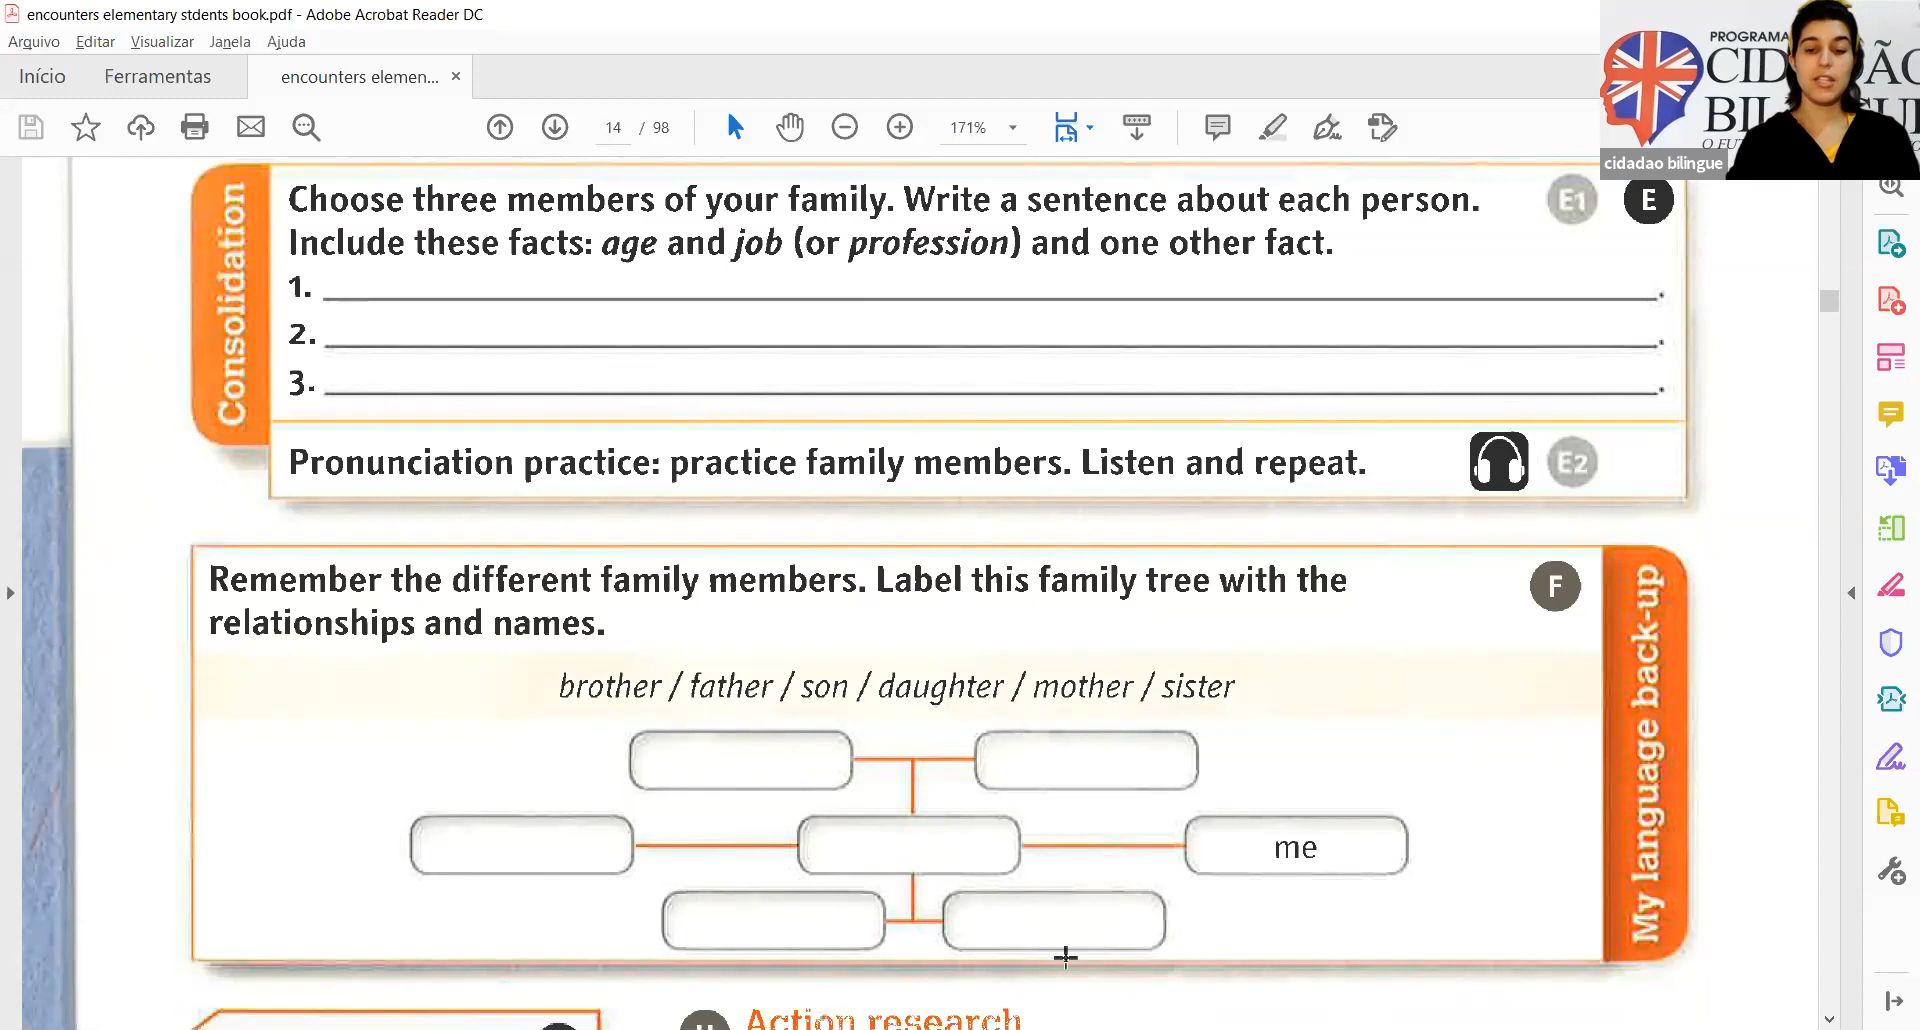 encounters elementary stdents book.pdf - Adobe Acrobat Reader DC
Arquivo Editar Visualizar Janela Ajuda
Início Ferramentas encounters elemen... ×
14 / 98 171%
PROGRAMA
CID ÃO
BIL
cidadao bilingue
Consolidation
Choose three members of your family. Write a sentence about each person.
E1 E
Include these facts: age and job (or profession) and one other fact.
1. .
2. .
3. .
Pronunciation practice: practice family members. Listen and repeat.
E2
Remember the different family members. Label this family tree with the
relationships and names.
F
brother / father / son / daughter / mother / sister
me
My language back-up
Action research